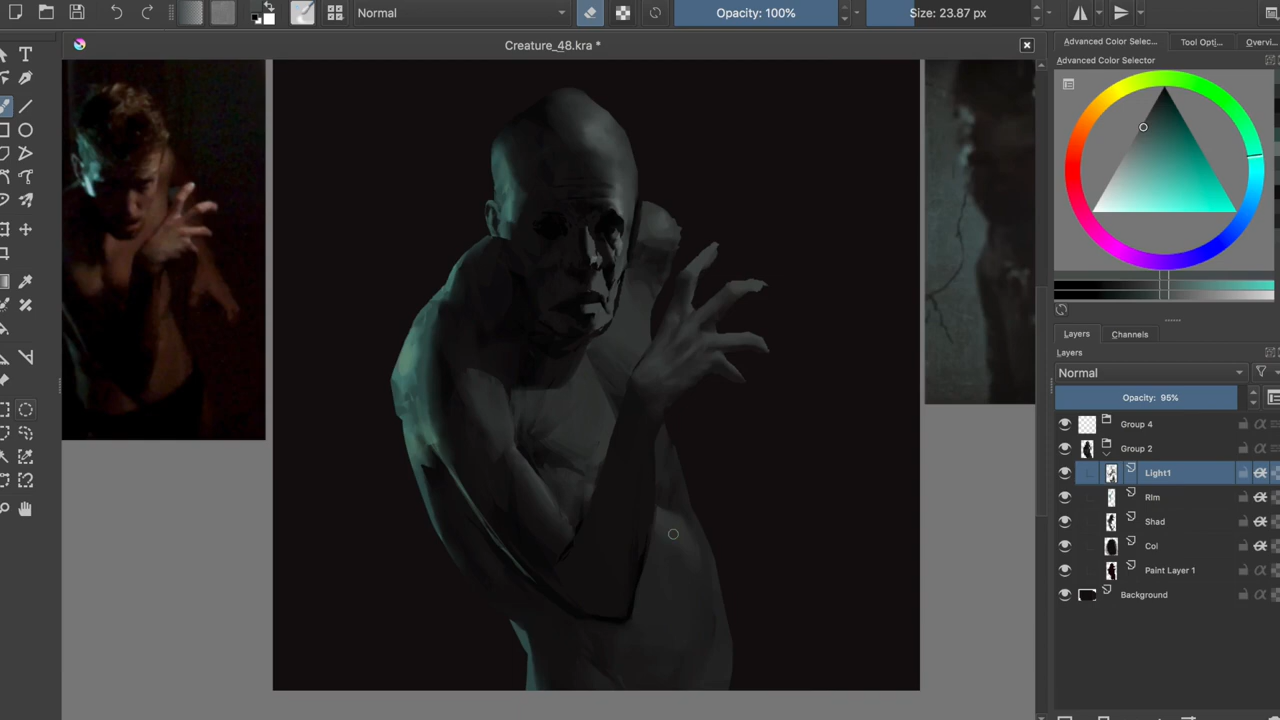 Normal
Opacity: 100%
Size: 23.87 px
Creature_48.kra *
Advanced Color Selec...
Tool Opti...
Overvi...
Advanced Color Selector
Layers
Channels
Layers
Normal
Opacity: 96%
Group 4
Group 2
Light1
RIm
Shad
Col
Paint Layer 1
Background